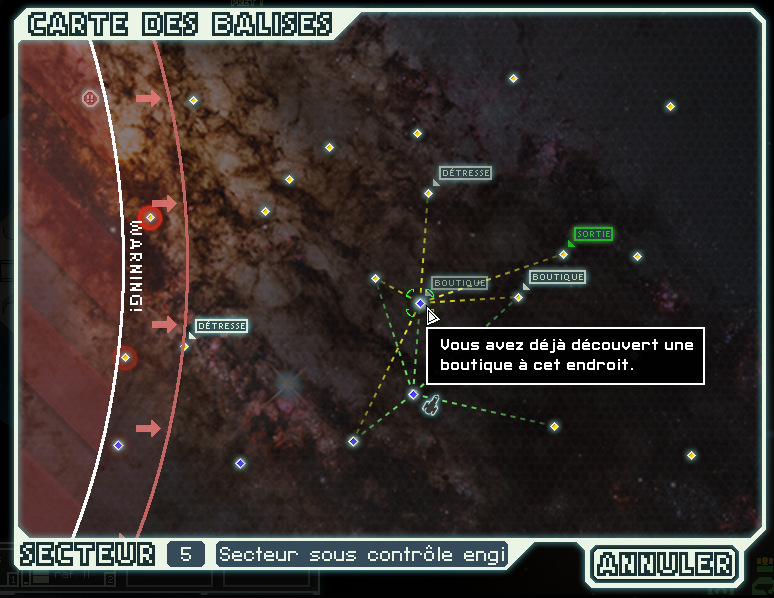 CARTE DES BALISES
DÉTRESSE
SORTIE
BOUTIQUE
BOUTIQUE
WARNING!
DÉTRESSE
Vous avez déjà découvert une
boutique à cet endroit.
SECTEUR 5 Secteur sous contrôle engi
ANNULER